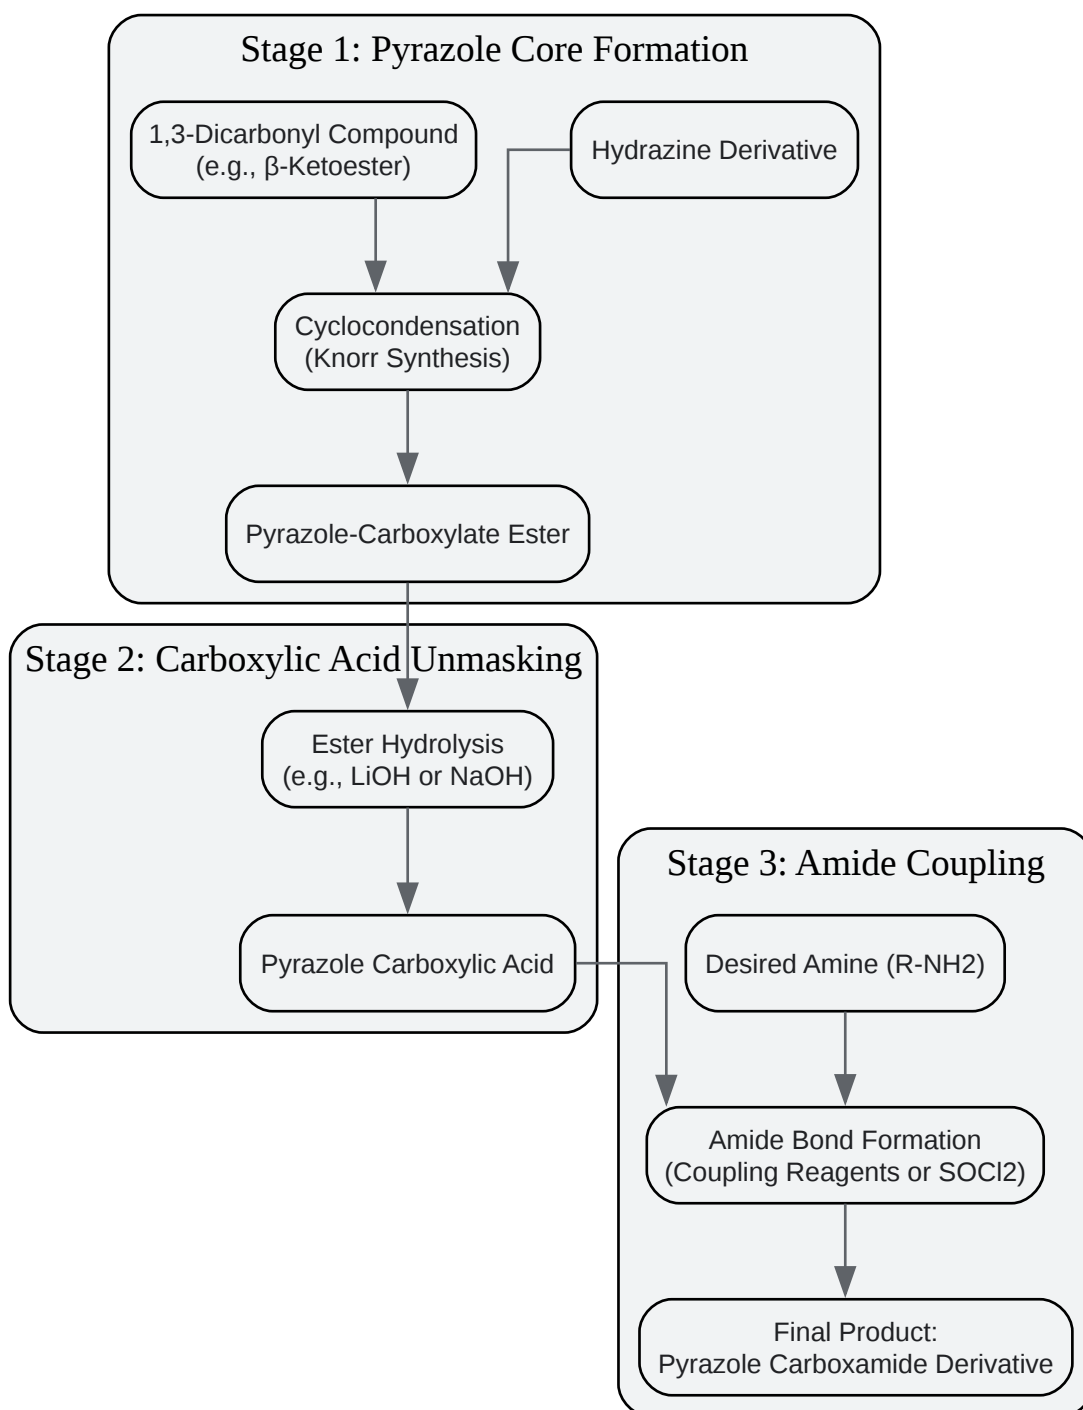 Stage 1: Pyrazole Core Formation
1,3-Dicarbonyl Compound
(e.g., β-Ketoester)
Hydrazine Derivative
Cyclocondensation
(Knorr Synthesis)
Pyrazole-Carboxylate Ester
Stage 2: Carboxylic Acid Unmasking
Ester Hydrolysis
(e.g., LiOH or NaOH)
Pyrazole Carboxylic Acid
Stage 3: Amide Coupling
Desired Amine (R-NH2)
Amide Bond Formation
(Coupling Reagents or SOCl2)
Final Product:
Pyrazole Carboxamide Derivative